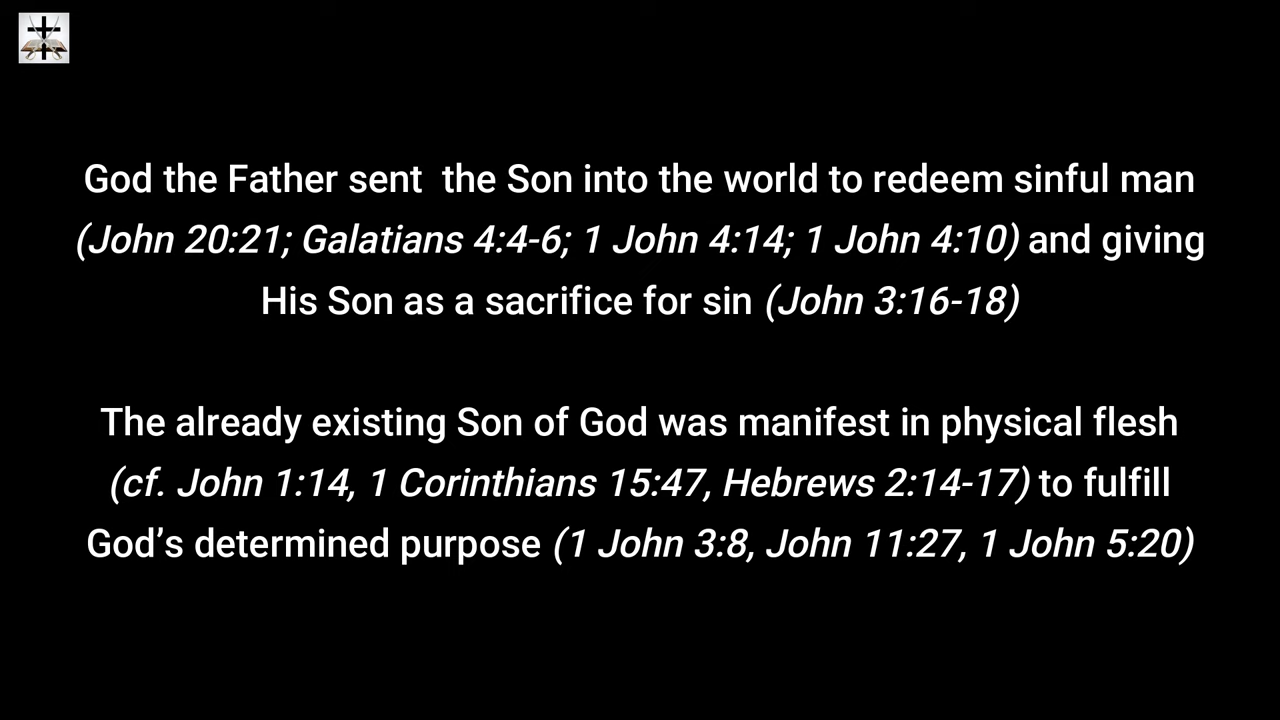 God the Father sent  the Son into the world to redeem sinful man
(John 20:21; Galatians 4:4-6; 1 John 4:14; 1 John 4:10) and giving
His Son as a sacrifice for sin (John 3:16-18)
The already existing Son of God was manifest in physical flesh
(cf. John 1:14, 1 Corinthians 15:47, Hebrews 2:14-17) to fulfill
God’s determined purpose (1 John 3:8, John 11:27, 1 John 5:20)